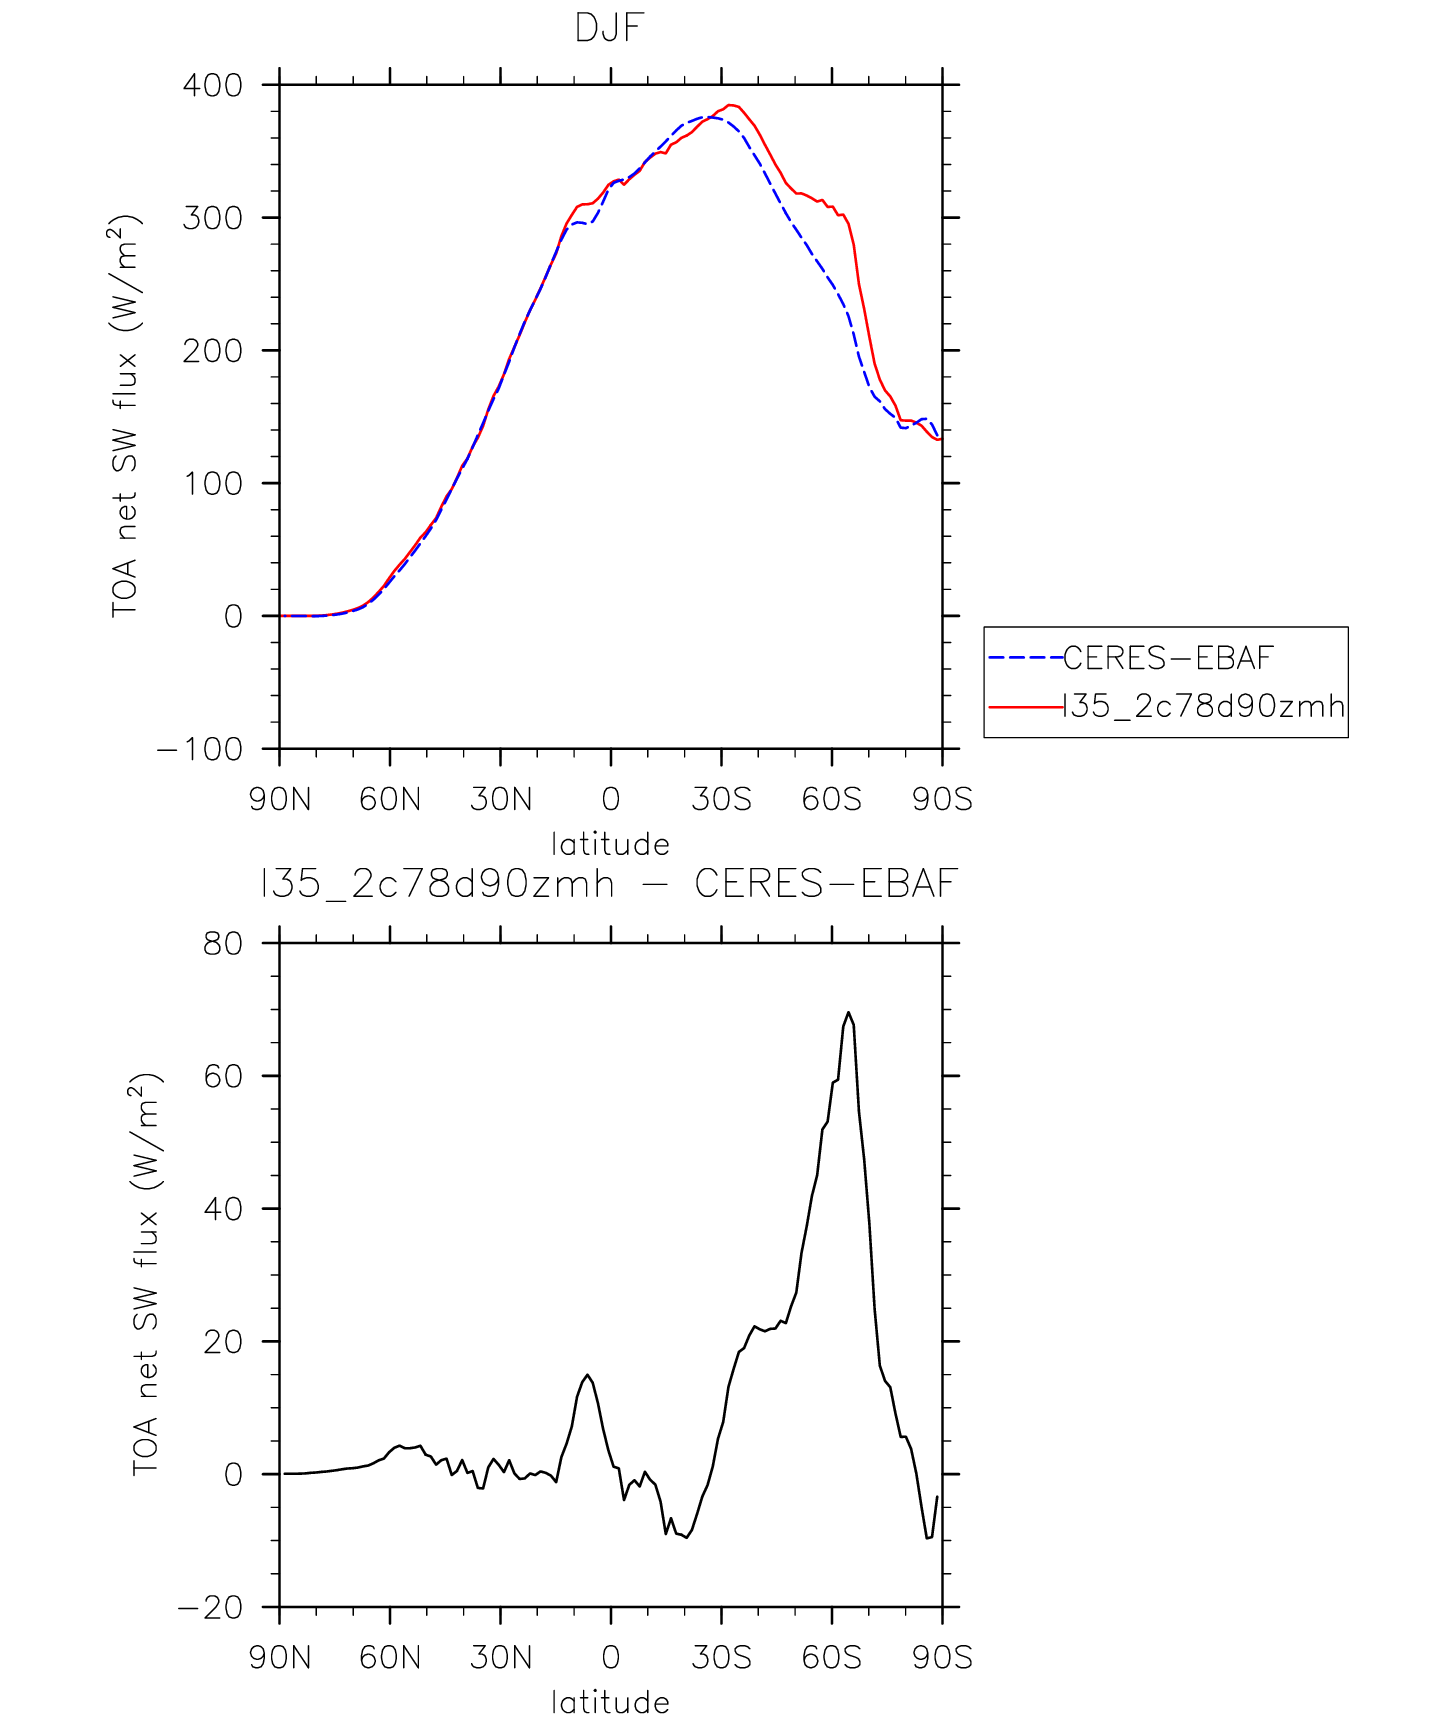 DJF
400
300
200
100
0
-100
TOA net SW flux (W/m²)
90N 60N 30N 0 30S 60S 90S
latitude
CERES-EBAF
I35_2c78d90zmh
I35_2c78d90zmh - CERES-EBAF
80
60
40
20
0
-20
TOA net SW flux (W/m²)
90N 60N 30N 0 30S 60S 90S
latitude